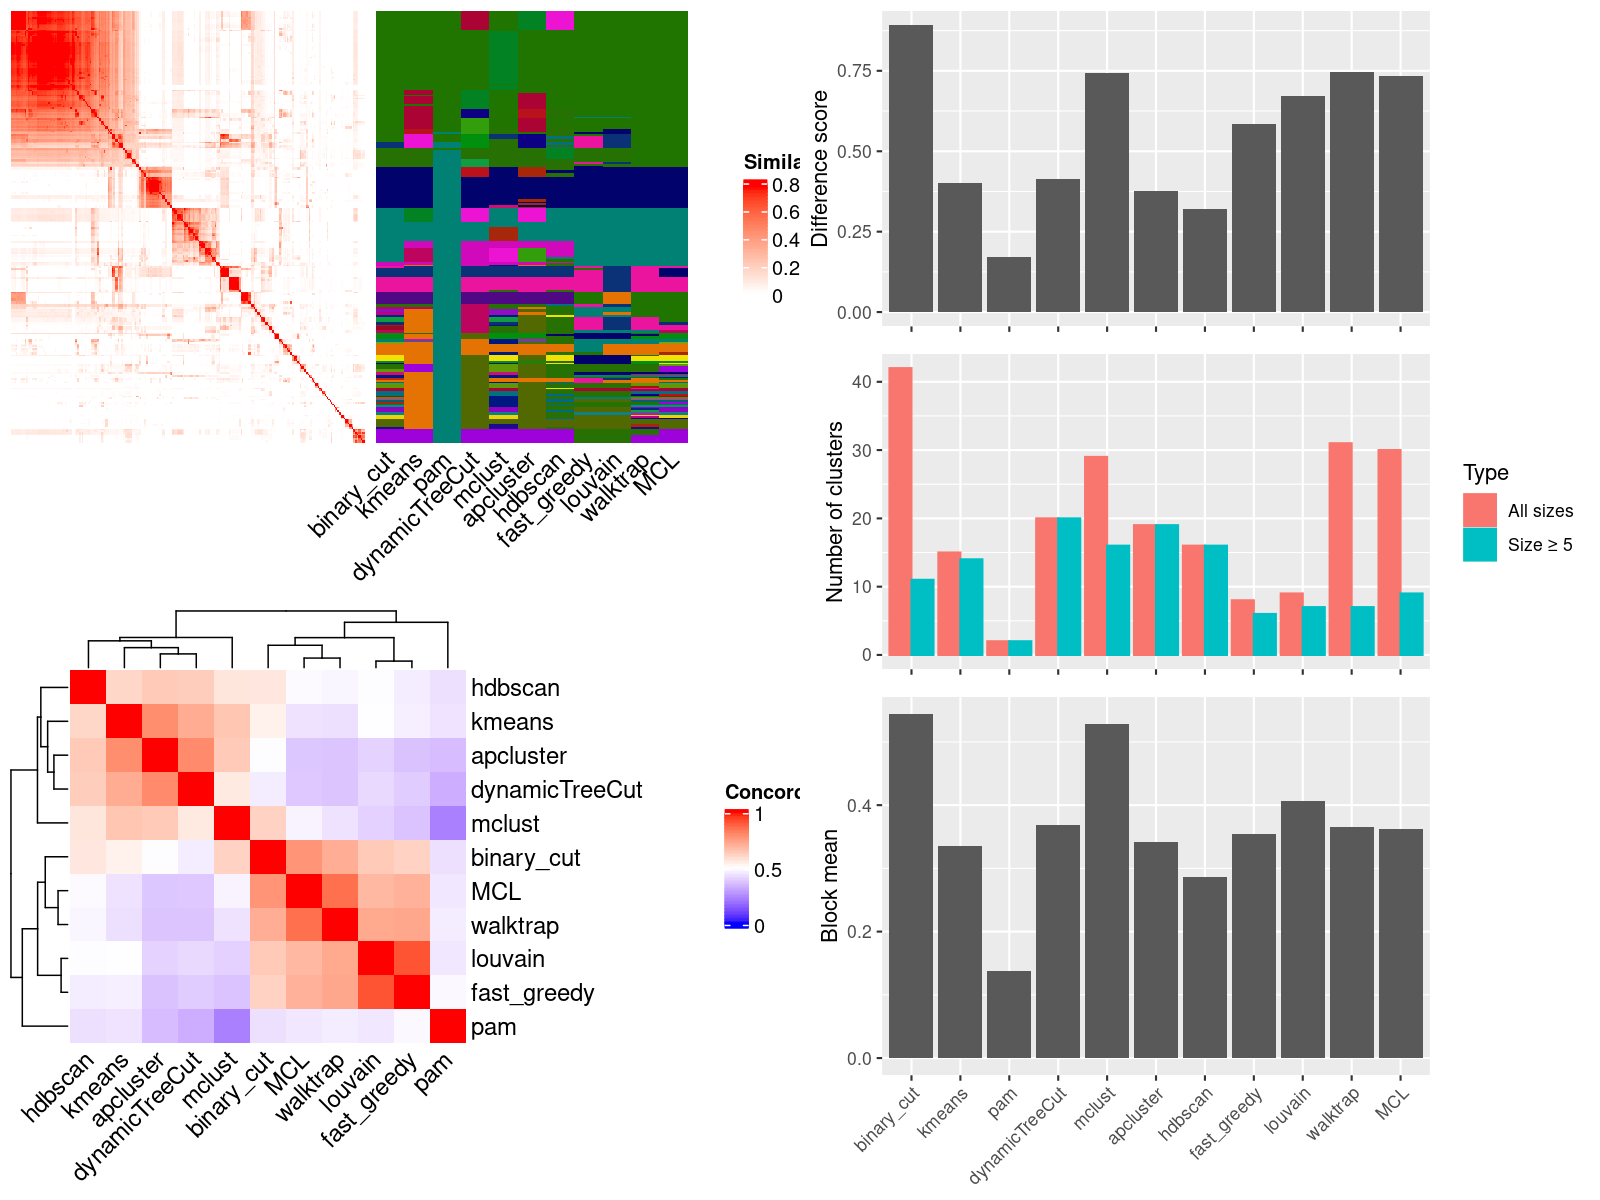 Simila
0.8
0.6
0.4
0.2
0
binary_cut
kmeans
pam
dynamicTreeCut
mclust
apcluster
hdbscan
fast_greedy
louvain
walktrap
MCL
Difference score
0.75
0.50
0.25
0.00
Number of clusters
40
30
20
10
0
Type
All sizes
Size ≥ 5
hdbscan
kmeans
apcluster
dynamicTreeCut
mclust
binary_cut
MCL
walktrap
louvain
fast_greedy
pam
hdbscan
kmeans
apcluster
dynamicTreeCut
mclust
binary_cut
MCL
walktrap
louvain
fast_greedy
pam
Concorc
1
0.5
0
Block mean
0.4
0.2
0.0
binary_cut
kmeans
pam
dynamicTreeCut
mclust
apcluster
hdbscan
fast_greedy
louvain
walktrap
MCL